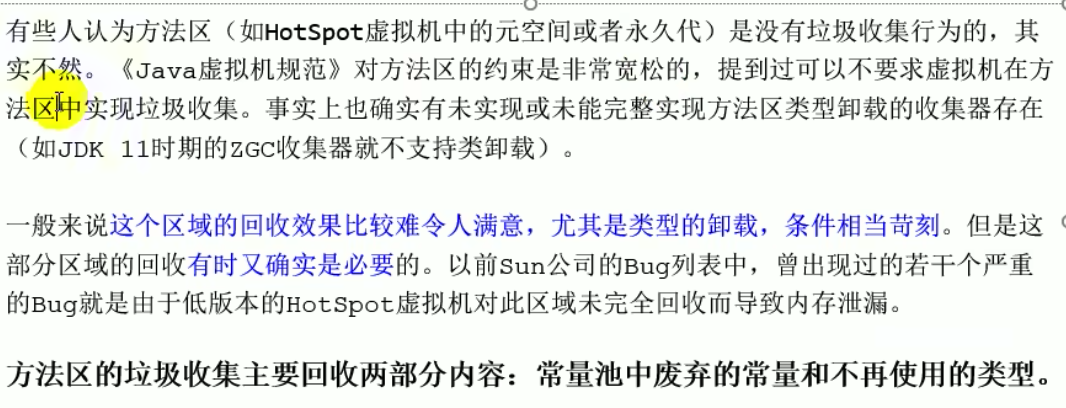 有些人认为方法区（如HotSpot虚拟机中的元空间或者永久代）是没有垃圾收集行为的，其
实不然。《Java虚拟机规范》对方法区的约束是非常宽松的，提到过可以不要求虚拟机在方
法区中实现垃圾收集。事实上也确实有未实现或未能完整实现方法区类型卸载的收集器存在
（如JDK 11时期的ZGC收集器就不支持类卸载）。
一般来说这个区域的回收效果比较难令人满意，尤其是类型的卸载，条件相当苛刻。但是这
部分区域的回收有时又确实是必要的。以前Sun公司的Bug列表中，曾出现过的若干个严重
的Bug就是由于低版本的HotSpot虚拟机对此区域未完全回收而导致内存泄漏。
方法区的垃圾收集主要回收两部分内容：常量池中废弃的常量和不再使用的类型。